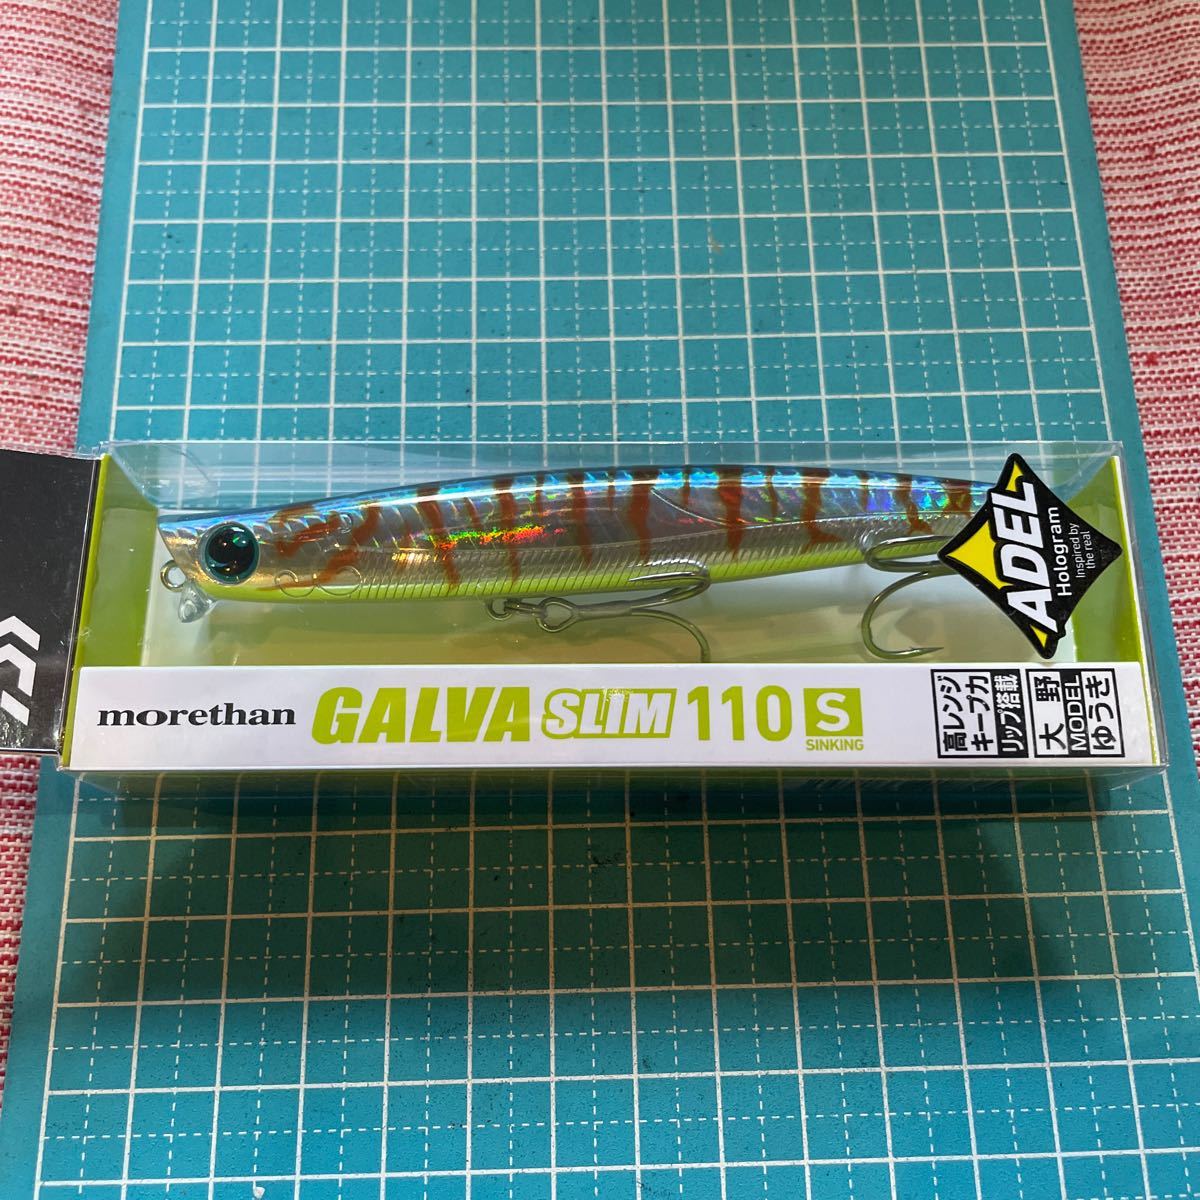 ADEL
Hologram
Inspired by
the real
morethan GALVA SLIM 110 S
SINKING
高レンジ
キープ力
リップ搭載
大野
MODEL
ゆうき